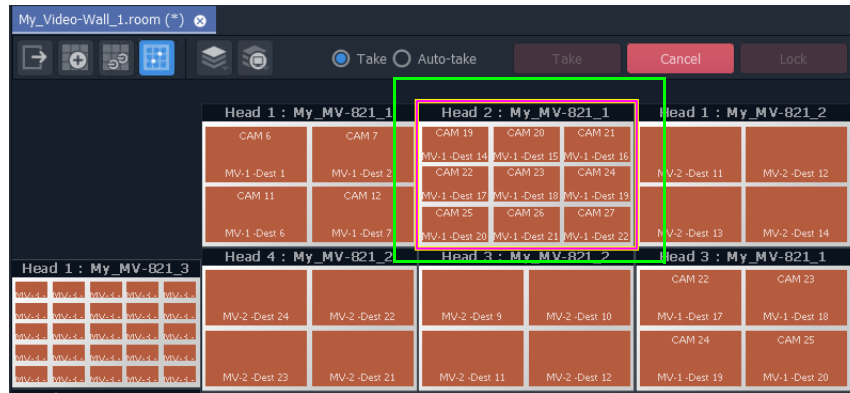 My_Video-Wall_1.room (*)
Take Auto-take Take Cancel Lock
Head 1 : My_MV-821_1 Head 2 : My_MV-821_1 Head 1 : My_MV-821_2
CAM 6 CAM 7 CAM 19 CAM 20 CAM 21
MV-1 -Dest 14 MV-1 -Dest 15 MV-1 -Dest 16
MV-1 -Dest 1 MV-1 -Dest 2 CAM 22 CAM 23 CAM 24 MV-2 -Dest 11 MV-2 -Dest 12
CAM 11 CAM 12 MV-1 -Dest 17 MV-1 -Dest 18 MV-1 -Dest 19
CAM 25 CAM 26 CAM 27
MV-1 -Dest 6 MV-1 -Dest 7 MV-1 -Dest 20 MV-1 -Dest 21 MV-1 -Dest 22 MV-2 -Dest 13 MV-2 -Dest 14
Head 4 : My_MV-821_2 Head 3 : My_MV-821_2 Head 3 : My_MV-821_1
Head 1 : My_MV-821_3
CAM 22 CAM 23
MV-2 -Dest 24 MV-2 -Dest 22 MV-2 -Dest 9 MV-2 -Dest 10 MV-1 -Dest 17 MV-1 -Dest 18
CAM 24 CAM 25
MV-2 -Dest 23 MV-2 -Dest 21 MV-2 -Dest 11 MV-2 -Dest 12 MV-1 -Dest 19 MV-1 -Dest 20